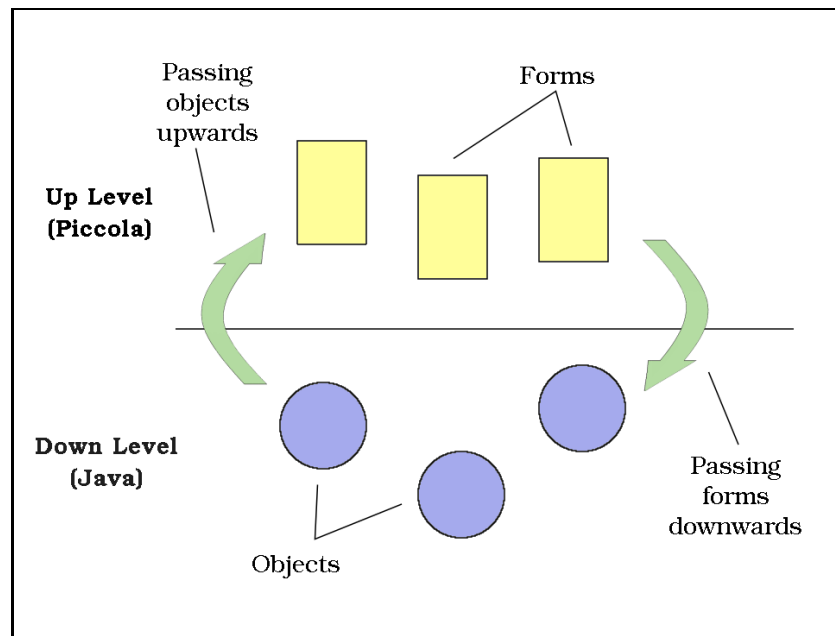 Passing
objects
upwards
Forms
Up Level
(Piccola)
Down Level
(Java)
Objects
Passing
forms
downwards